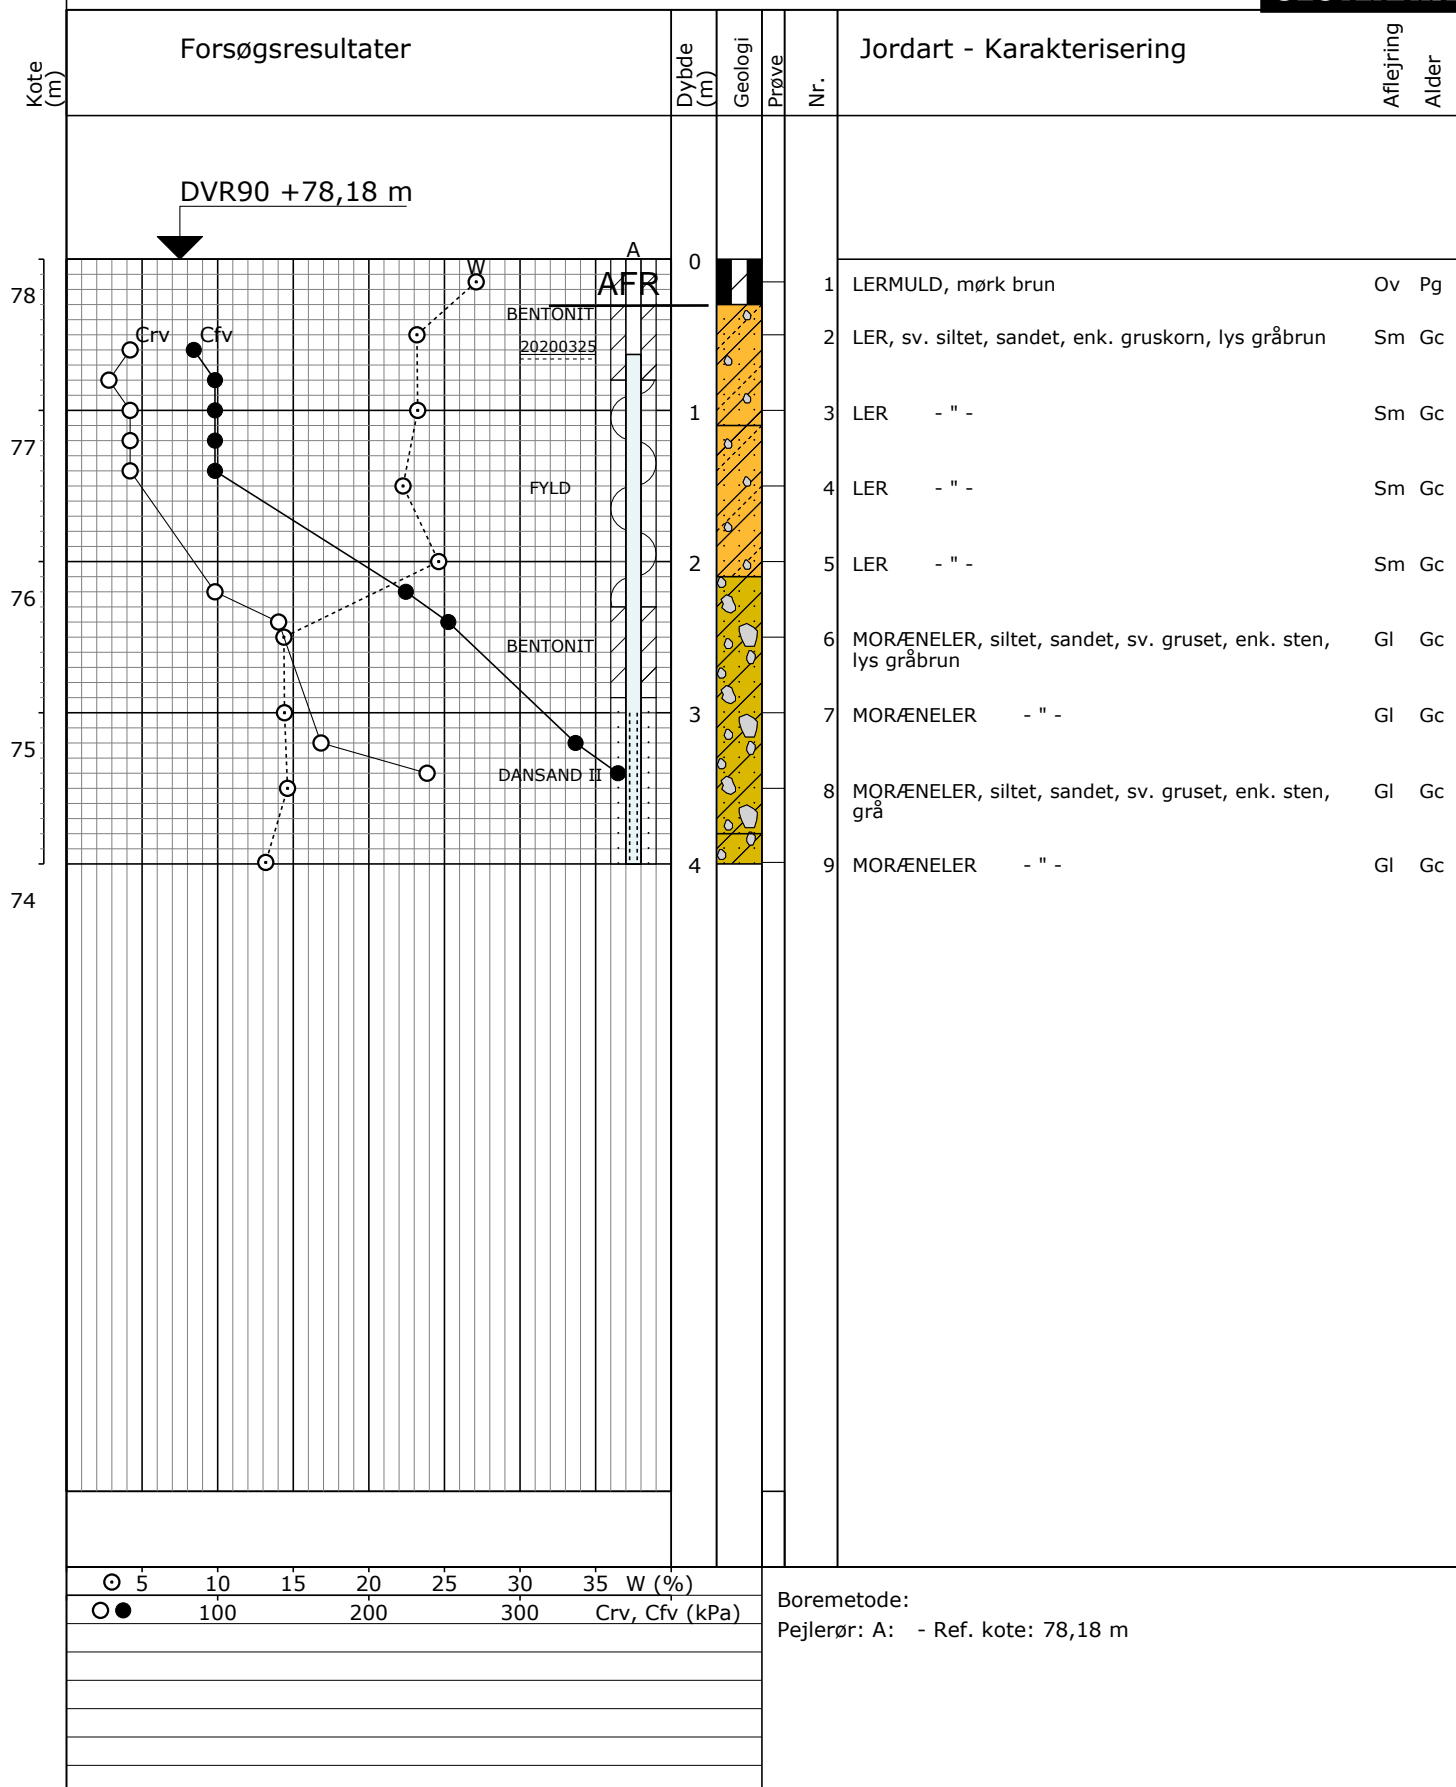 Kote (m)
Forsøgsresultater
Dybde (m)
Geologi
Prøve
Nr.
Jordart - Karakterisering
Aflejring
Alder
DVR90 +78,18 m
A
0
W
AFR
78
1 LERMULD, mørk brun Ov Pg
BENTONIT
Crv Cfv
20200325
2 LER, sv. siltet, sandet, enk. gruskorn, lys gråbrun Sm Gc
1
3 LER - " - Sm Gc
77
FYLD
4 LER - " - Sm Gc
2
5 LER - " - Sm Gc
76
BENTONIT
6 MORÆNELER, siltet, sandet, sv. gruset, enk. sten, Gl Gc
lys gråbrun
3
7 MORÆNELER - " - Gl Gc
75
DANSAND II
8 MORÆNELER, siltet, sandet, sv. gruset, enk. sten, Gl Gc
grå
4
9 MORÆNELER - " - Gl Gc
74
5 10 15 20 25 30 35 W (%)
100 200 300 Crv, Cfv (kPa)
Boremetode:
Pejlerør: A: - Ref. kote: 78,18 m